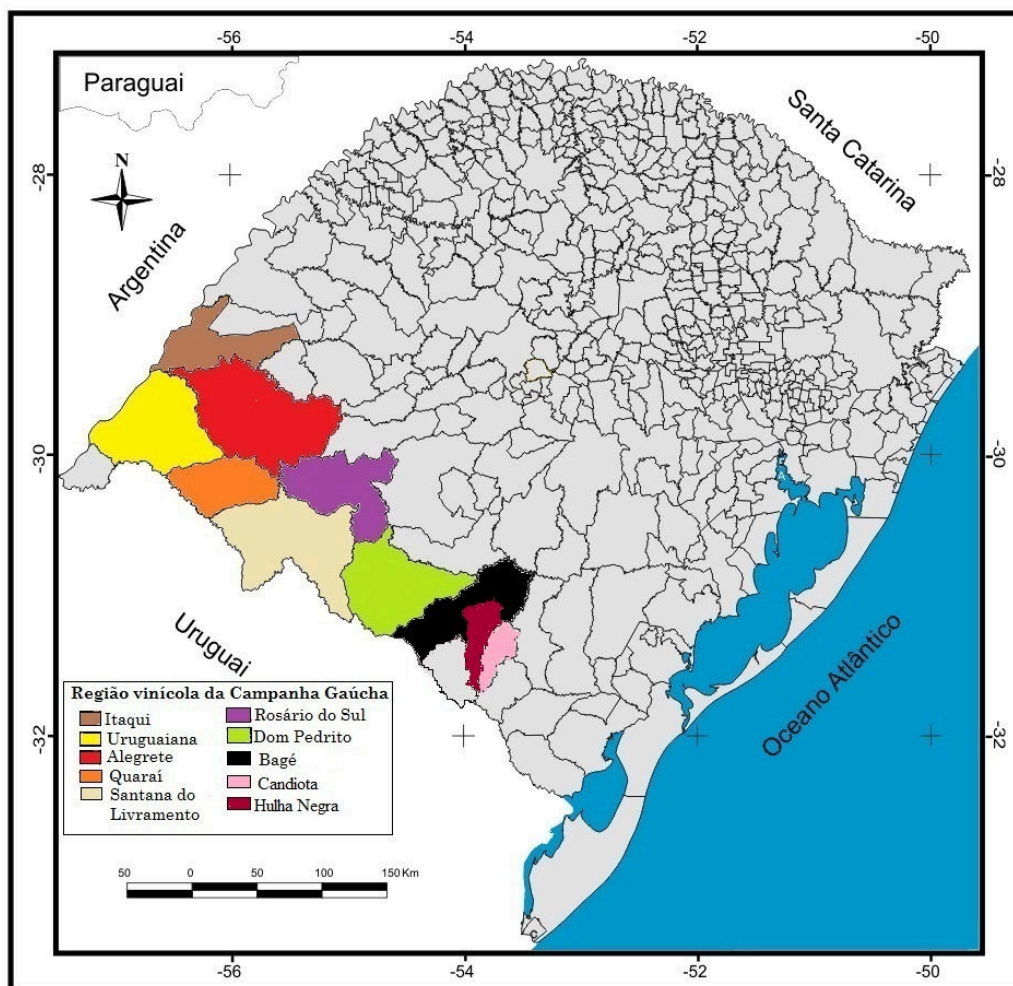 -56
-54
-52
-50
Paraguai
Santa Catarina
N
-28
-28
Argentina
-30
-30
A
Uruguai
Oceano Atlântico
-32
-32
Região vinícola da Campanha Gaúcha
Itaqui
Uruguaiana
Alegrete
Quaraí
Santana do
Livramento
Rosário do Sul
Dom Pedrito
Bagé
Candiota
Hulha Negra
50 0 50 100 150 Km
-56
-54
-52
-50